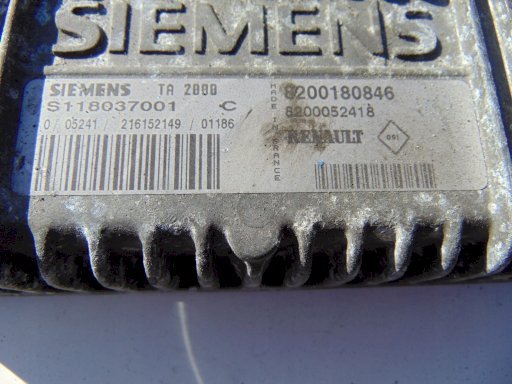 SIEMENS
SIEMENS TA 2000
S118037001 C
0 / 05241 / 216152149 / 01186
MADE IN FRANCE
8200180846
8200052418
RENAULT